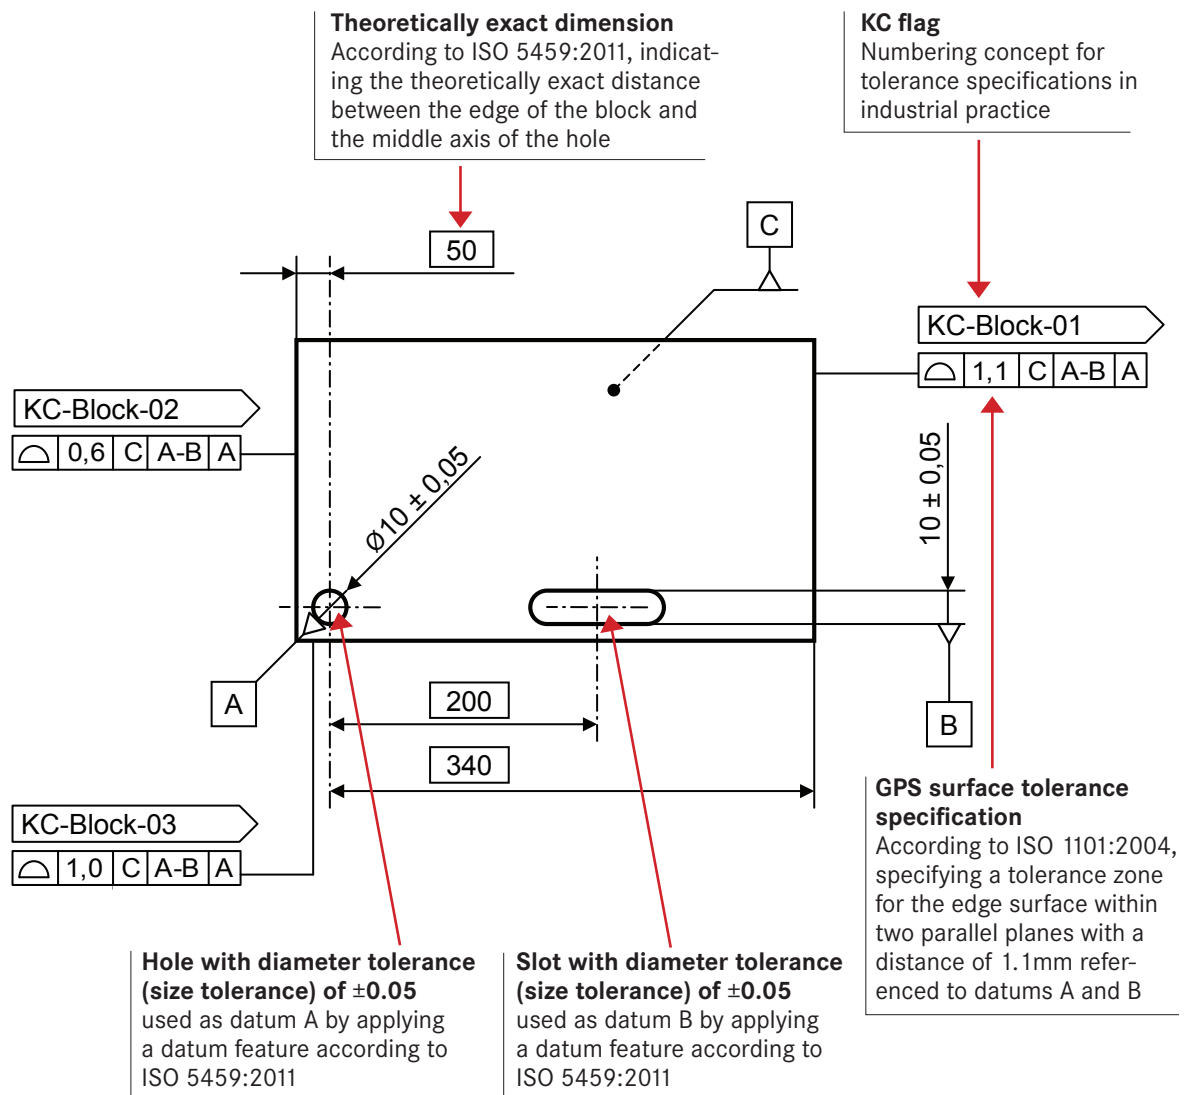 Theoretically exact dimension
According to ISO 5459:2011, indicat-
ing the theoretically exact distance
between the edge of the block and
the middle axis of the hole
KC flag
Numbering concept for
tolerance specifications in
industrial practice
50
C
KC-Block-01
1,1 C A-B A
KC-Block-02
0,6 C A-B A
Ø10 ± 0,05
10 ± 0,05
A
200
B
340
KC-Block-03
1,0 C A-B A
GPS surface tolerance
specification
According to ISO 1101:2004,
specifying a tolerance zone
for the edge surface within
two parallel planes with a
distance of 1.1mm refer-
enced to datums A and B
Hole with diameter tolerance
(size tolerance) of ±0.05
used as datum A by applying
a datum feature according to
ISO 5459:2011
Slot with diameter tolerance
(size tolerance) of ±0.05
used as datum B by applying
a datum feature according to
ISO 5459:2011